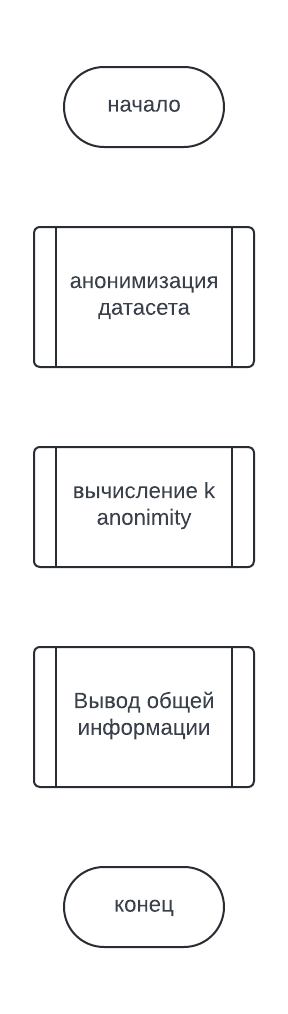 начало
анонимизация
датасета
вычисление k
anonimity
Вывод общей
информации
конец